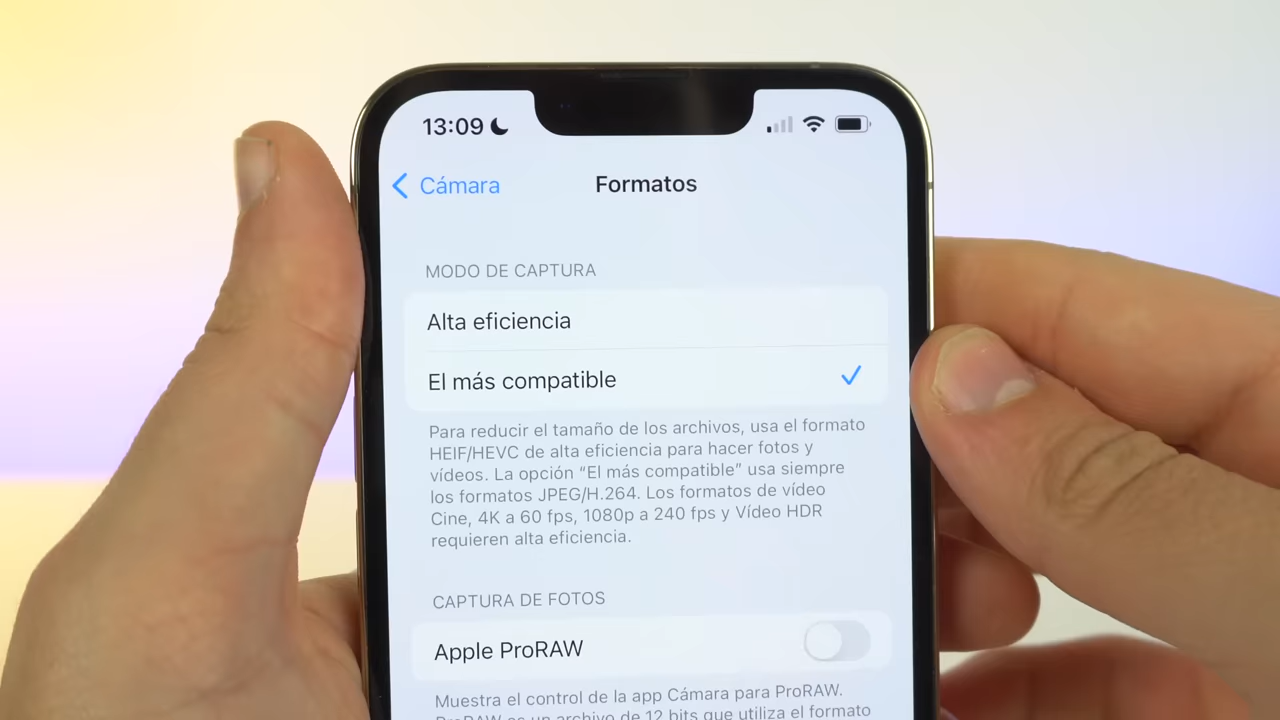 13:09
Cámara
Formatos
MODO DE CAPTURA
Alta eficiencia
El más compatible
Para reducir el tamaño de los archivos, usa el formato
HEIF/HEVC de alta eficiencia para hacer fotos y
vídeos. La opción “El más compatible” usa siempre
los formatos JPEG/H.264. Los formatos de vídeo
Cine, 4K a 60 fps, 1080p a 240 fps y Vídeo HDR
requieren alta eficiencia.
CAPTURA DE FOTOS
Apple ProRAW
Muestra el control de la app Cámara para ProRAW.
ProRAW es un archivo de 12 bits que utiliza el formato